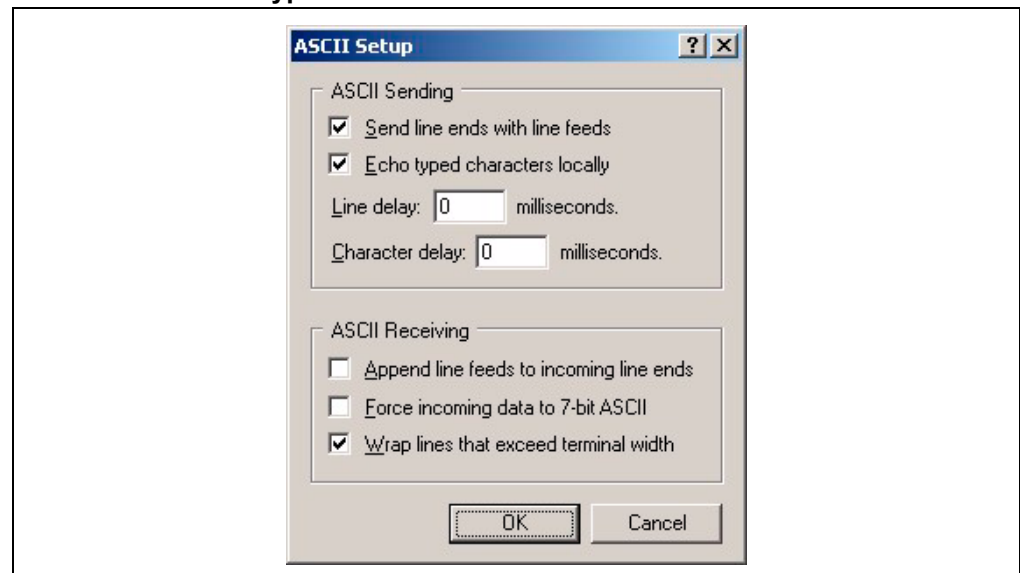 ASCII Setup
ASCII Sending
Send line ends with line feeds
Echo typed characters locally
Line delay: 0 milliseconds.
Character delay: 0 milliseconds.
ASCII Receiving
Append line feeds to incoming line ends
Force incoming data to 7-bit ASCII
Wrap lines that exceed terminal width
OK Cancel